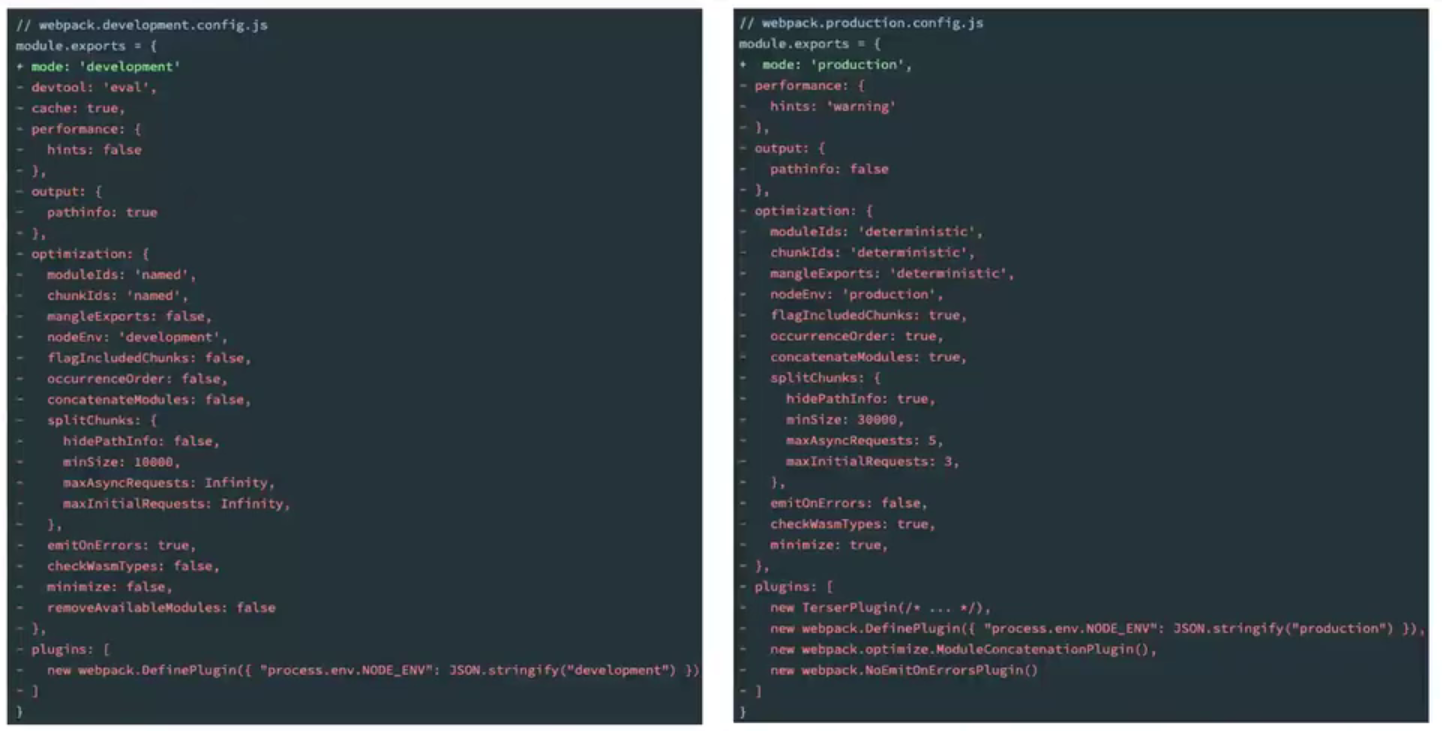 // webpack.development.config.js
module.exports = {
+ mode: 'development'
- devtool: 'eval',
- cache: true,
- performance: {
-   hints: false
- },
- output: {
-   pathinfo: true
- },
- optimization: {
-   moduleIds: 'named',
-   chunkIds: 'named',
-   mangleExports: false,
-   nodeEnv: 'development',
-   flagIncludedChunks: false,
-   occurrenceOrder: false,
-   concatenateModules: false,
-   splitChunks: {
-     hidePathInfo: false,
-     minSize: 10000,
-     maxAsyncRequests: Infinity,
-     maxInitialRequests: Infinity,
-   },
-   emitOnErrors: true,
-   checkWasmTypes: false,
-   minimize: false,
-   removeAvailableModules: false
- },
- plugins: [
-   new webpack.DefinePlugin({ "process.env.NODE_ENV": JSON.stringify("development") })
- ]
}
// webpack.production.config.js
module.exports = {
+  mode: 'production',
- performance: {
-   hints: 'warning'
- },
- output: {
-   pathinfo: false
- },
- optimization: {
-   moduleIds: 'deterministic',
-   chunkIds: 'deterministic',
-   mangleExports: 'deterministic',
-   nodeEnv: 'production',
-   flagIncludedChunks: true,
-   occurrenceOrder: true,
-   concatenateModules: true,
-   splitChunks: {
-     hidePathInfo: true,
-     minSize: 30000,
-     maxAsyncRequests: 5,
-     maxInitialRequests: 3,
-   },
-   emitOnErrors: false,
-   checkWasmTypes: true,
-   minimize: true,
- },
- plugins: [
-   new TerserPlugin(/* ... */),
-   new webpack.DefinePlugin({ "process.env.NODE_ENV": JSON.stringify("production") }),
-   new webpack.optimize.ModuleConcatenationPlugin(),
-   new webpack.NoEmitOnErrorsPlugin()
- ]
}